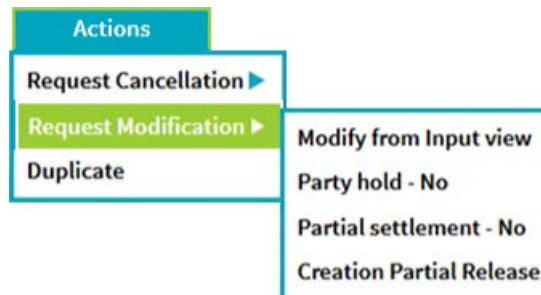 Actions
Request Cancellation ▶
Request Modification ▶
Duplicate
Modify from Input view
Party hold - No
Partial settlement - No
Creation Partial Release